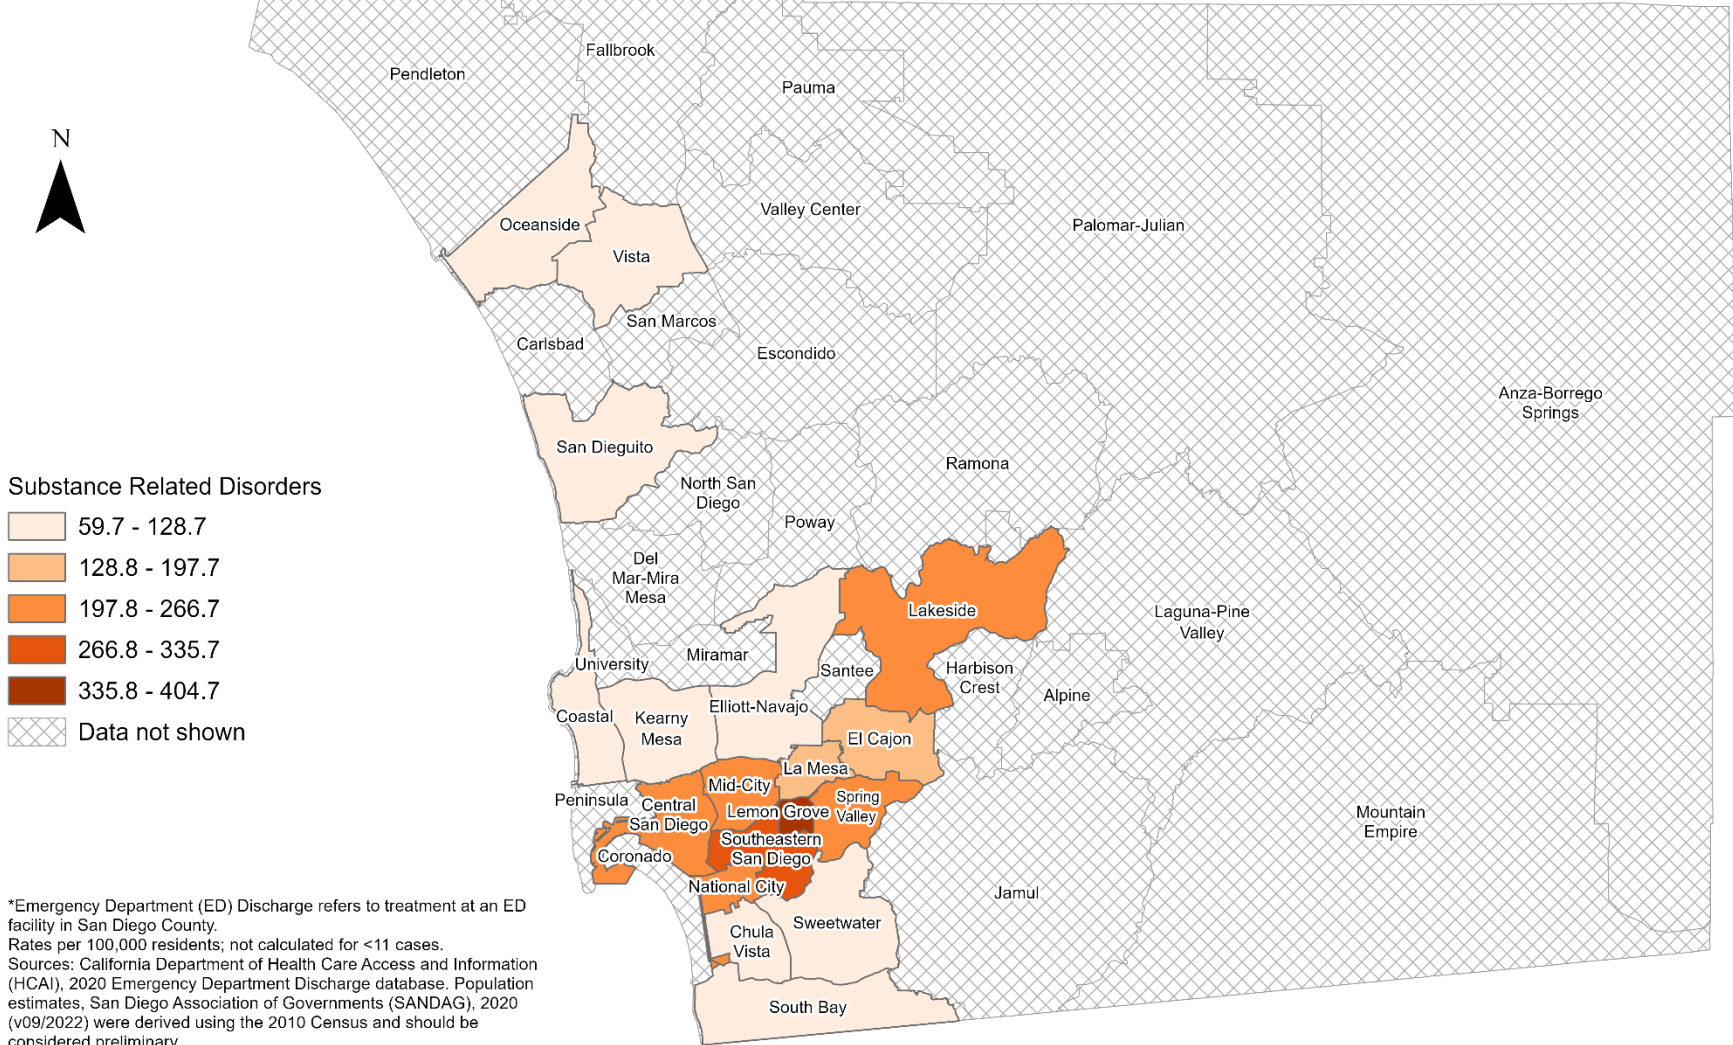 Fallbrook
Pendleton
Pauma
N
Valley Center
Oceanside
Palomar-Julian
Vista
San Marcos
Carlsbad
Escondido
Anza-Borrego
Springs
San Dieguito
Ramona
North San
Diego
Poway
Substance Related Disorders
59.7 - 128.7
128.8 - 197.7
197.8 - 266.7
266.8 - 335.7
335.8 - 404.7
Data not shown
Del
Mar-Mira
Mesa
Lakeside
Laguna-Pine
Valley
University
Miramar
Santee
Harbison
Crest
Alpine
Coastal
Kearny
Mesa
Elliott-Navajo
El Cajon
La Mesa
Mid-City
Peninsula
Central
San Diego
Lemon Grove
Spring
Valley
Mountain
Empire
Southeastern
San Diego
Coronado
National City
Jamul
Sweetwater
Chula
Vista
South Bay
*Emergency Department (ED) Discharge refers to treatment at an ED
facility in San Diego County.
Rates per 100,000 residents; not calculated for <11 cases.
Sources: California Department of Health Care Access and Information
(HCAI), 2020 Emergency Department Discharge database. Population
estimates, San Diego Association of Governments (SANDAG), 2020
(v09/2022) were derived using the 2010 Census and should be
considered preliminary.